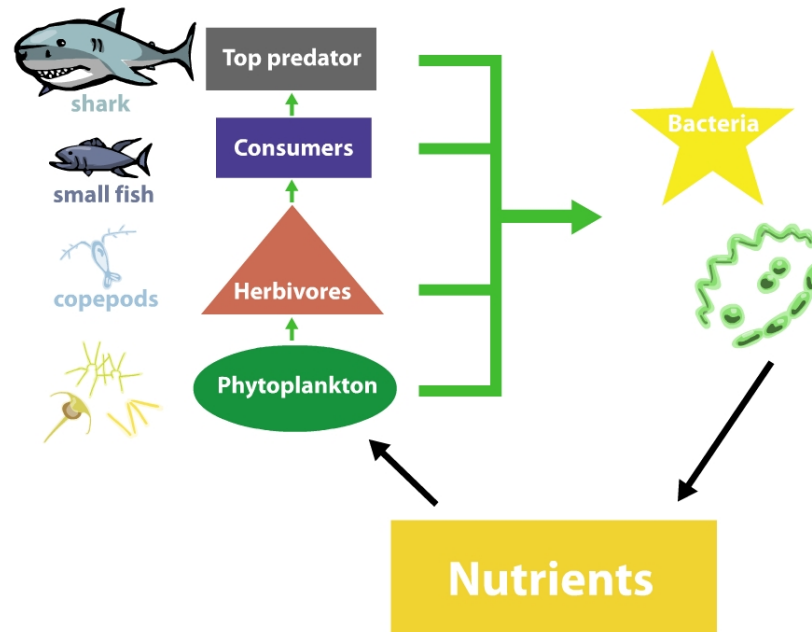 Top predator
shark
Bacteria
Consumers
small fish
Herbivores
copepods
Phytoplankton
Nutrients